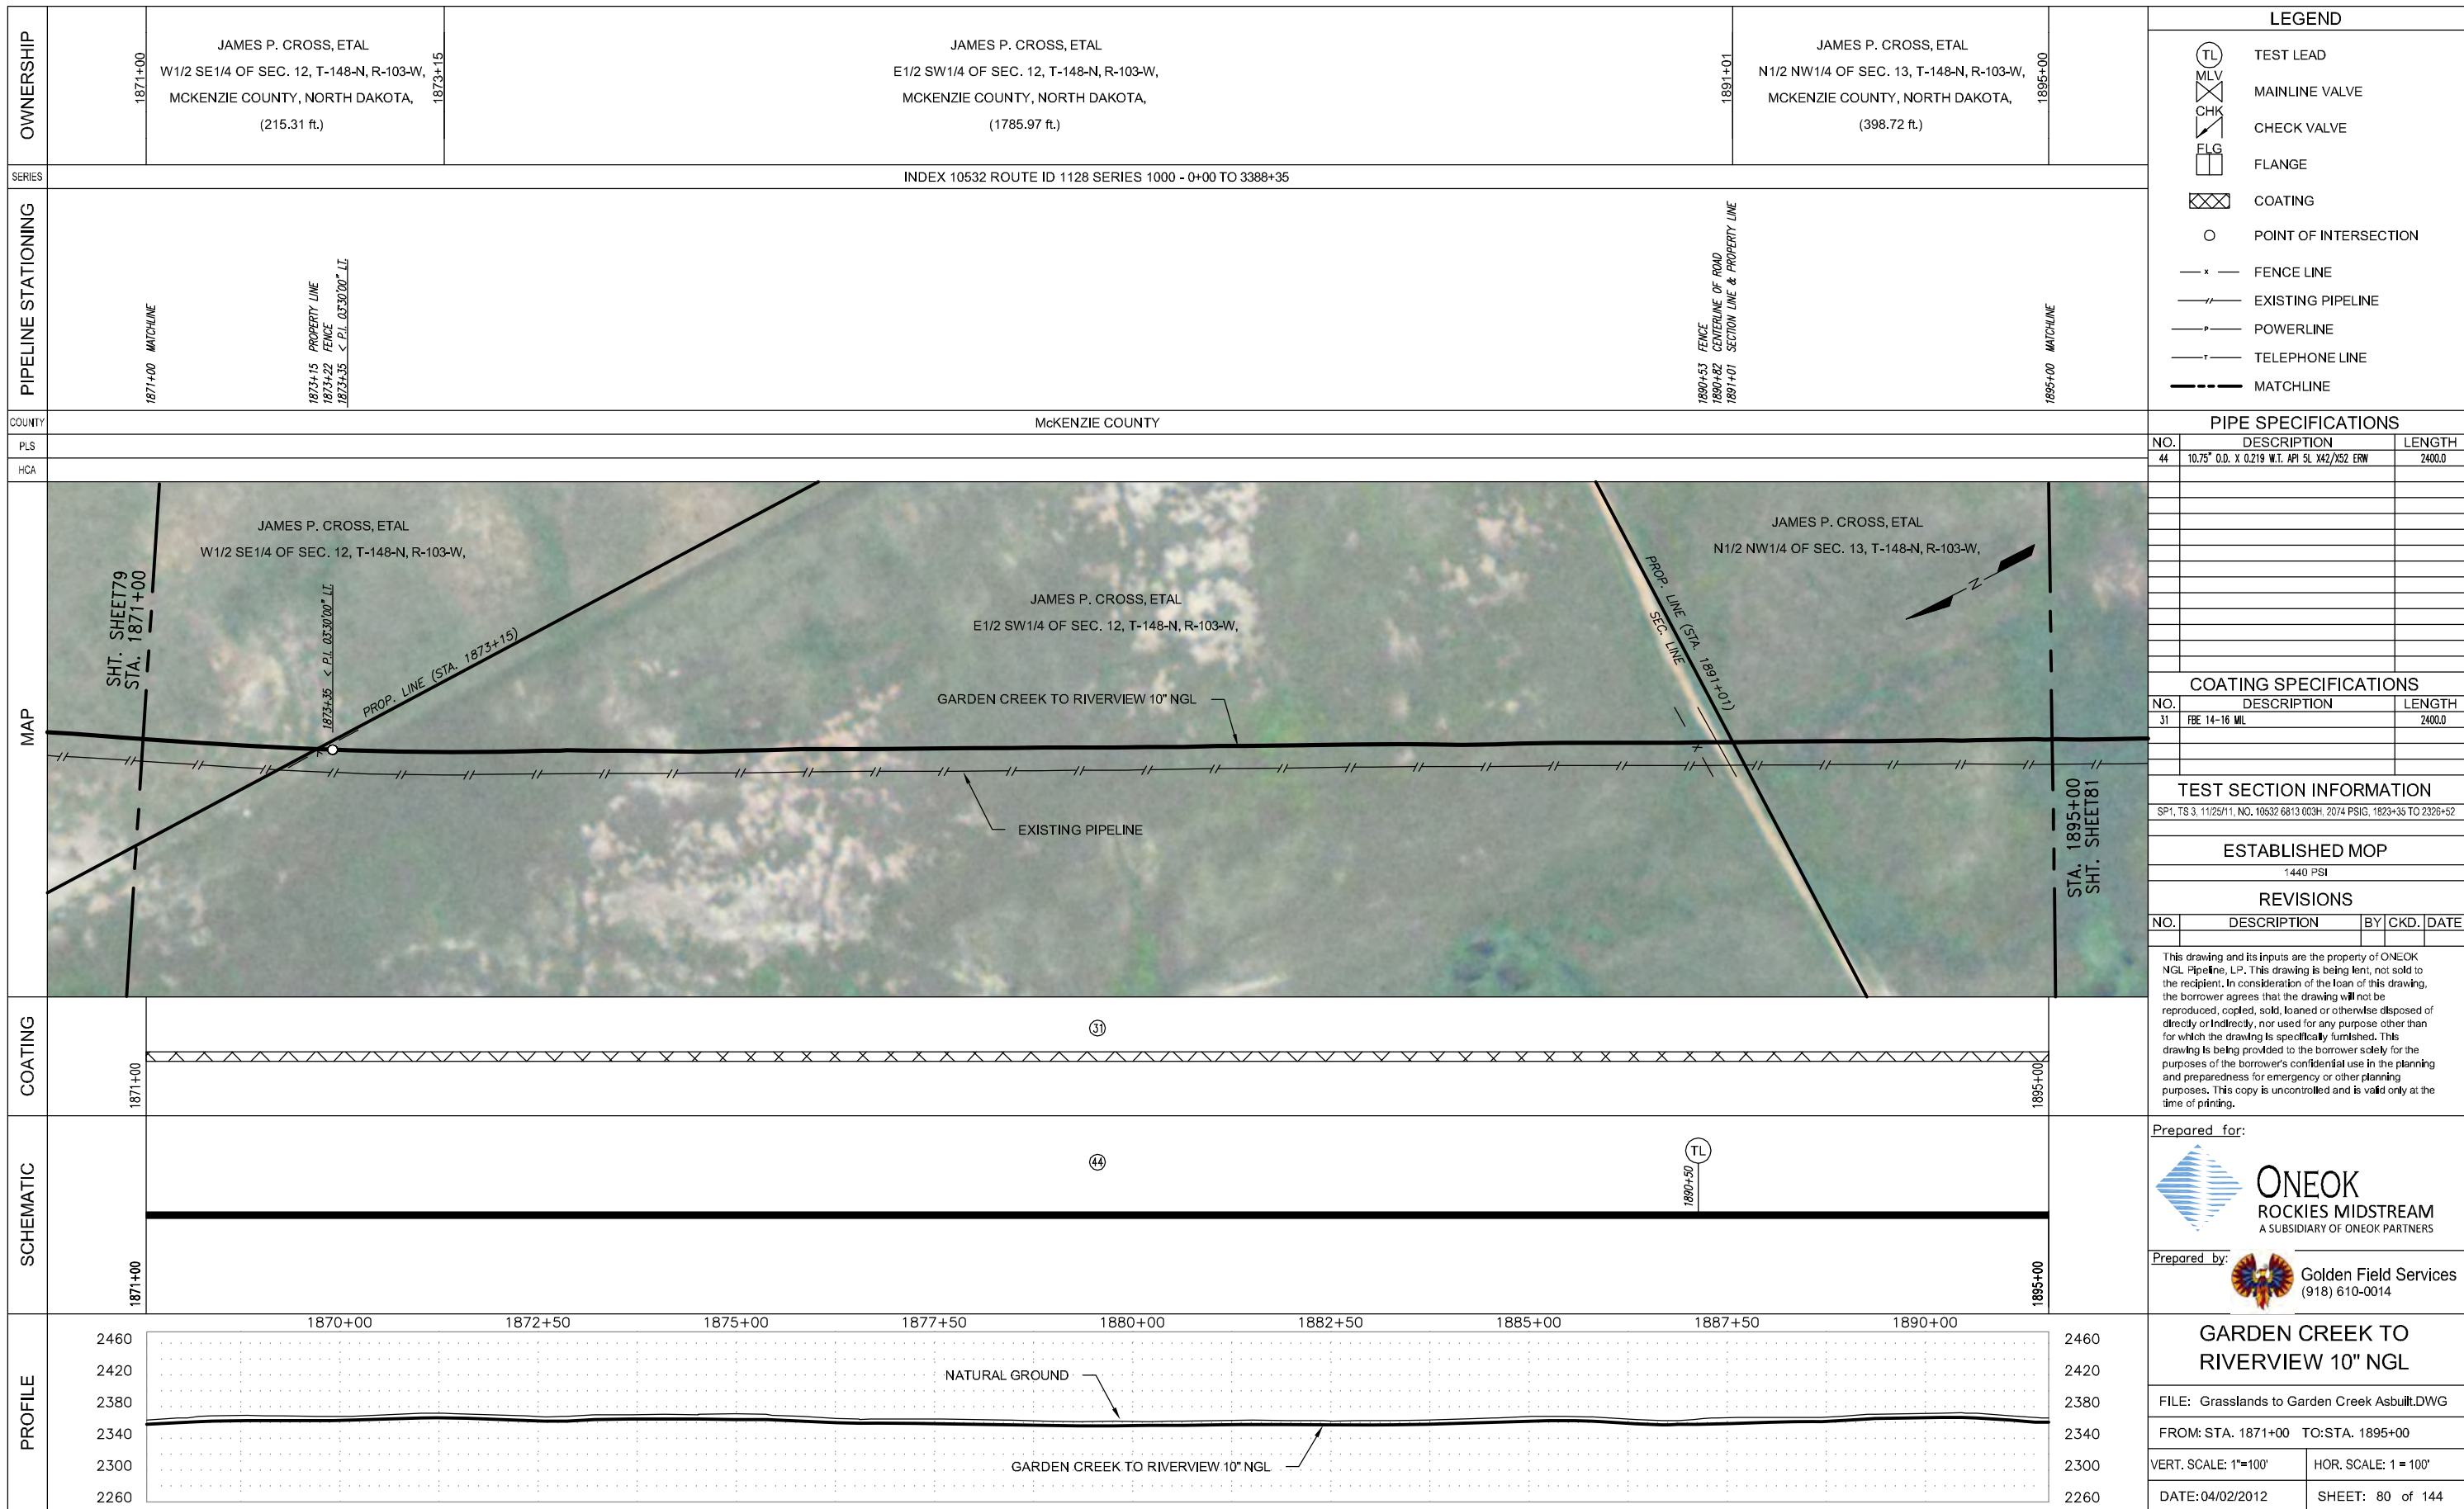 OWNERSHIP
1871+00
JAMES P. CROSS, ETAL
W1/2 SE1/4 OF SEC. 12, T-148-N, R-103-W,
MCKENZIE COUNTY, NORTH DAKOTA,
(215.31 ft.)
1873+15
JAMES P. CROSS, ETAL
E1/2 SW1/4 OF SEC. 12, T-148-N, R-103-W,
MCKENZIE COUNTY, NORTH DAKOTA,
(1785.97 ft.)
1891+01
JAMES P. CROSS, ETAL
N1/2 NW1/4 OF SEC. 13, T-148-N, R-103-W,
MCKENZIE COUNTY, NORTH DAKOTA,
(398.72 ft.)
1895+00
SERIES
INDEX 10532 ROUTE ID 1128 SERIES 1000 - 0+00 TO 3388+35
PIPELINE STATIONING
1871+00 MATCHLINE
1873+15 PROPERTY LINE
1873+22 FENCE
1873+35 < P.I. 03°30'00" LT.
1890+53 FENCE
1890+82 CENTERLINE OF ROAD
1891+01 SECTION LINE & PROPERTY LINE
1895+00 MATCHLINE
COUNTY
McKENZIE COUNTY
PLS
HCA
MAP
SHT. SHEET79
STA. 1871+00
JAMES P. CROSS, ETAL
W1/2 SE1/4 OF SEC. 12, T-148-N, R-103-W,
1873+35 < P.I. 03°30'00" LT.
PROP. LINE (STA. 1873+15)
JAMES P. CROSS, ETAL
E1/2 SW1/4 OF SEC. 12, T-148-N, R-103-W,
GARDEN CREEK TO RIVERVIEW 10" NGL
EXISTING PIPELINE
PROP. LINE (STA. 1891+01)
SEC. LINE
X
JAMES P. CROSS, ETAL
N1/2 NW1/4 OF SEC. 13, T-148-N, R-103-W,
N
STA. 1895+00
SHT. SHEET81
COATING
1871+00
31
1895+00
SCHEMATIC
1871+00
44
1890+50
TL
1895+00
PROFILE
1870+00 1872+50 1875+00 1877+50 1880+00 1882+50 1885+00 1887+50 1890+00
2460 2460
2420 2420
2380 2380
2340 2340
2300 2300
2260 2260
NATURAL GROUND
GARDEN CREEK TO RIVERVIEW 10" NGL
LEGEND
TL TEST LEAD
MLV MAINLINE VALVE
CHK CHECK VALVE
FLG FLANGE
COATING
POINT OF INTERSECTION
x FENCE LINE
EXISTING PIPELINE
P POWERLINE
T TELEPHONE LINE
MATCHLINE
PIPE SPECIFICATIONS
NO. DESCRIPTION LENGTH
44 10.75" O.D. X 0.219 W.T. API 5L X42/X52 ERW 2400.0
COATING SPECIFICATIONS
NO. DESCRIPTION LENGTH
31 FBE 14-16 MIL 2400.0
TEST SECTION INFORMATION
SP1, TS 3, 11/25/11, NO. 10532 6813 003H, 2074 PSIG, 1823+35 TO 2326+52
ESTABLISHED MOP
1440 PSI
REVISIONS
NO. DESCRIPTION BY CKD. DATE
This drawing and its inputs are the property of ONEOK
NGL Pipeline, LP. This drawing is being lent, not sold to
the recipient. In consideration of the loan of this drawing,
the borrower agrees that the drawing will not be
reproduced, copied, sold, loaned or otherwise disposed of
directly or indirectly, nor used for any purpose other than
for which the drawing is specifically furnished. This
drawing is being provided to the borrower solely for the
purposes of the borrower's confidential use in the planning
and preparedness for emergency or other planning
purposes. This copy is uncontrolled and is valid only at the
time of printing.
Prepared for:
ONEOK
ROCKIES MIDSTREAM
A SUBSIDIARY OF ONEOK PARTNERS
Prepared by:
Golden Field Services
(918) 610-0014
GARDEN CREEK TO
RIVERVIEW 10" NGL
FILE: Grasslands to Garden Creek Asbuilt.DWG
FROM: STA. 1871+00 TO:STA. 1895+00
VERT. SCALE: 1"=100' HOR. SCALE: 1 = 100'
DATE: 04/02/2012 SHEET: 80 of 144